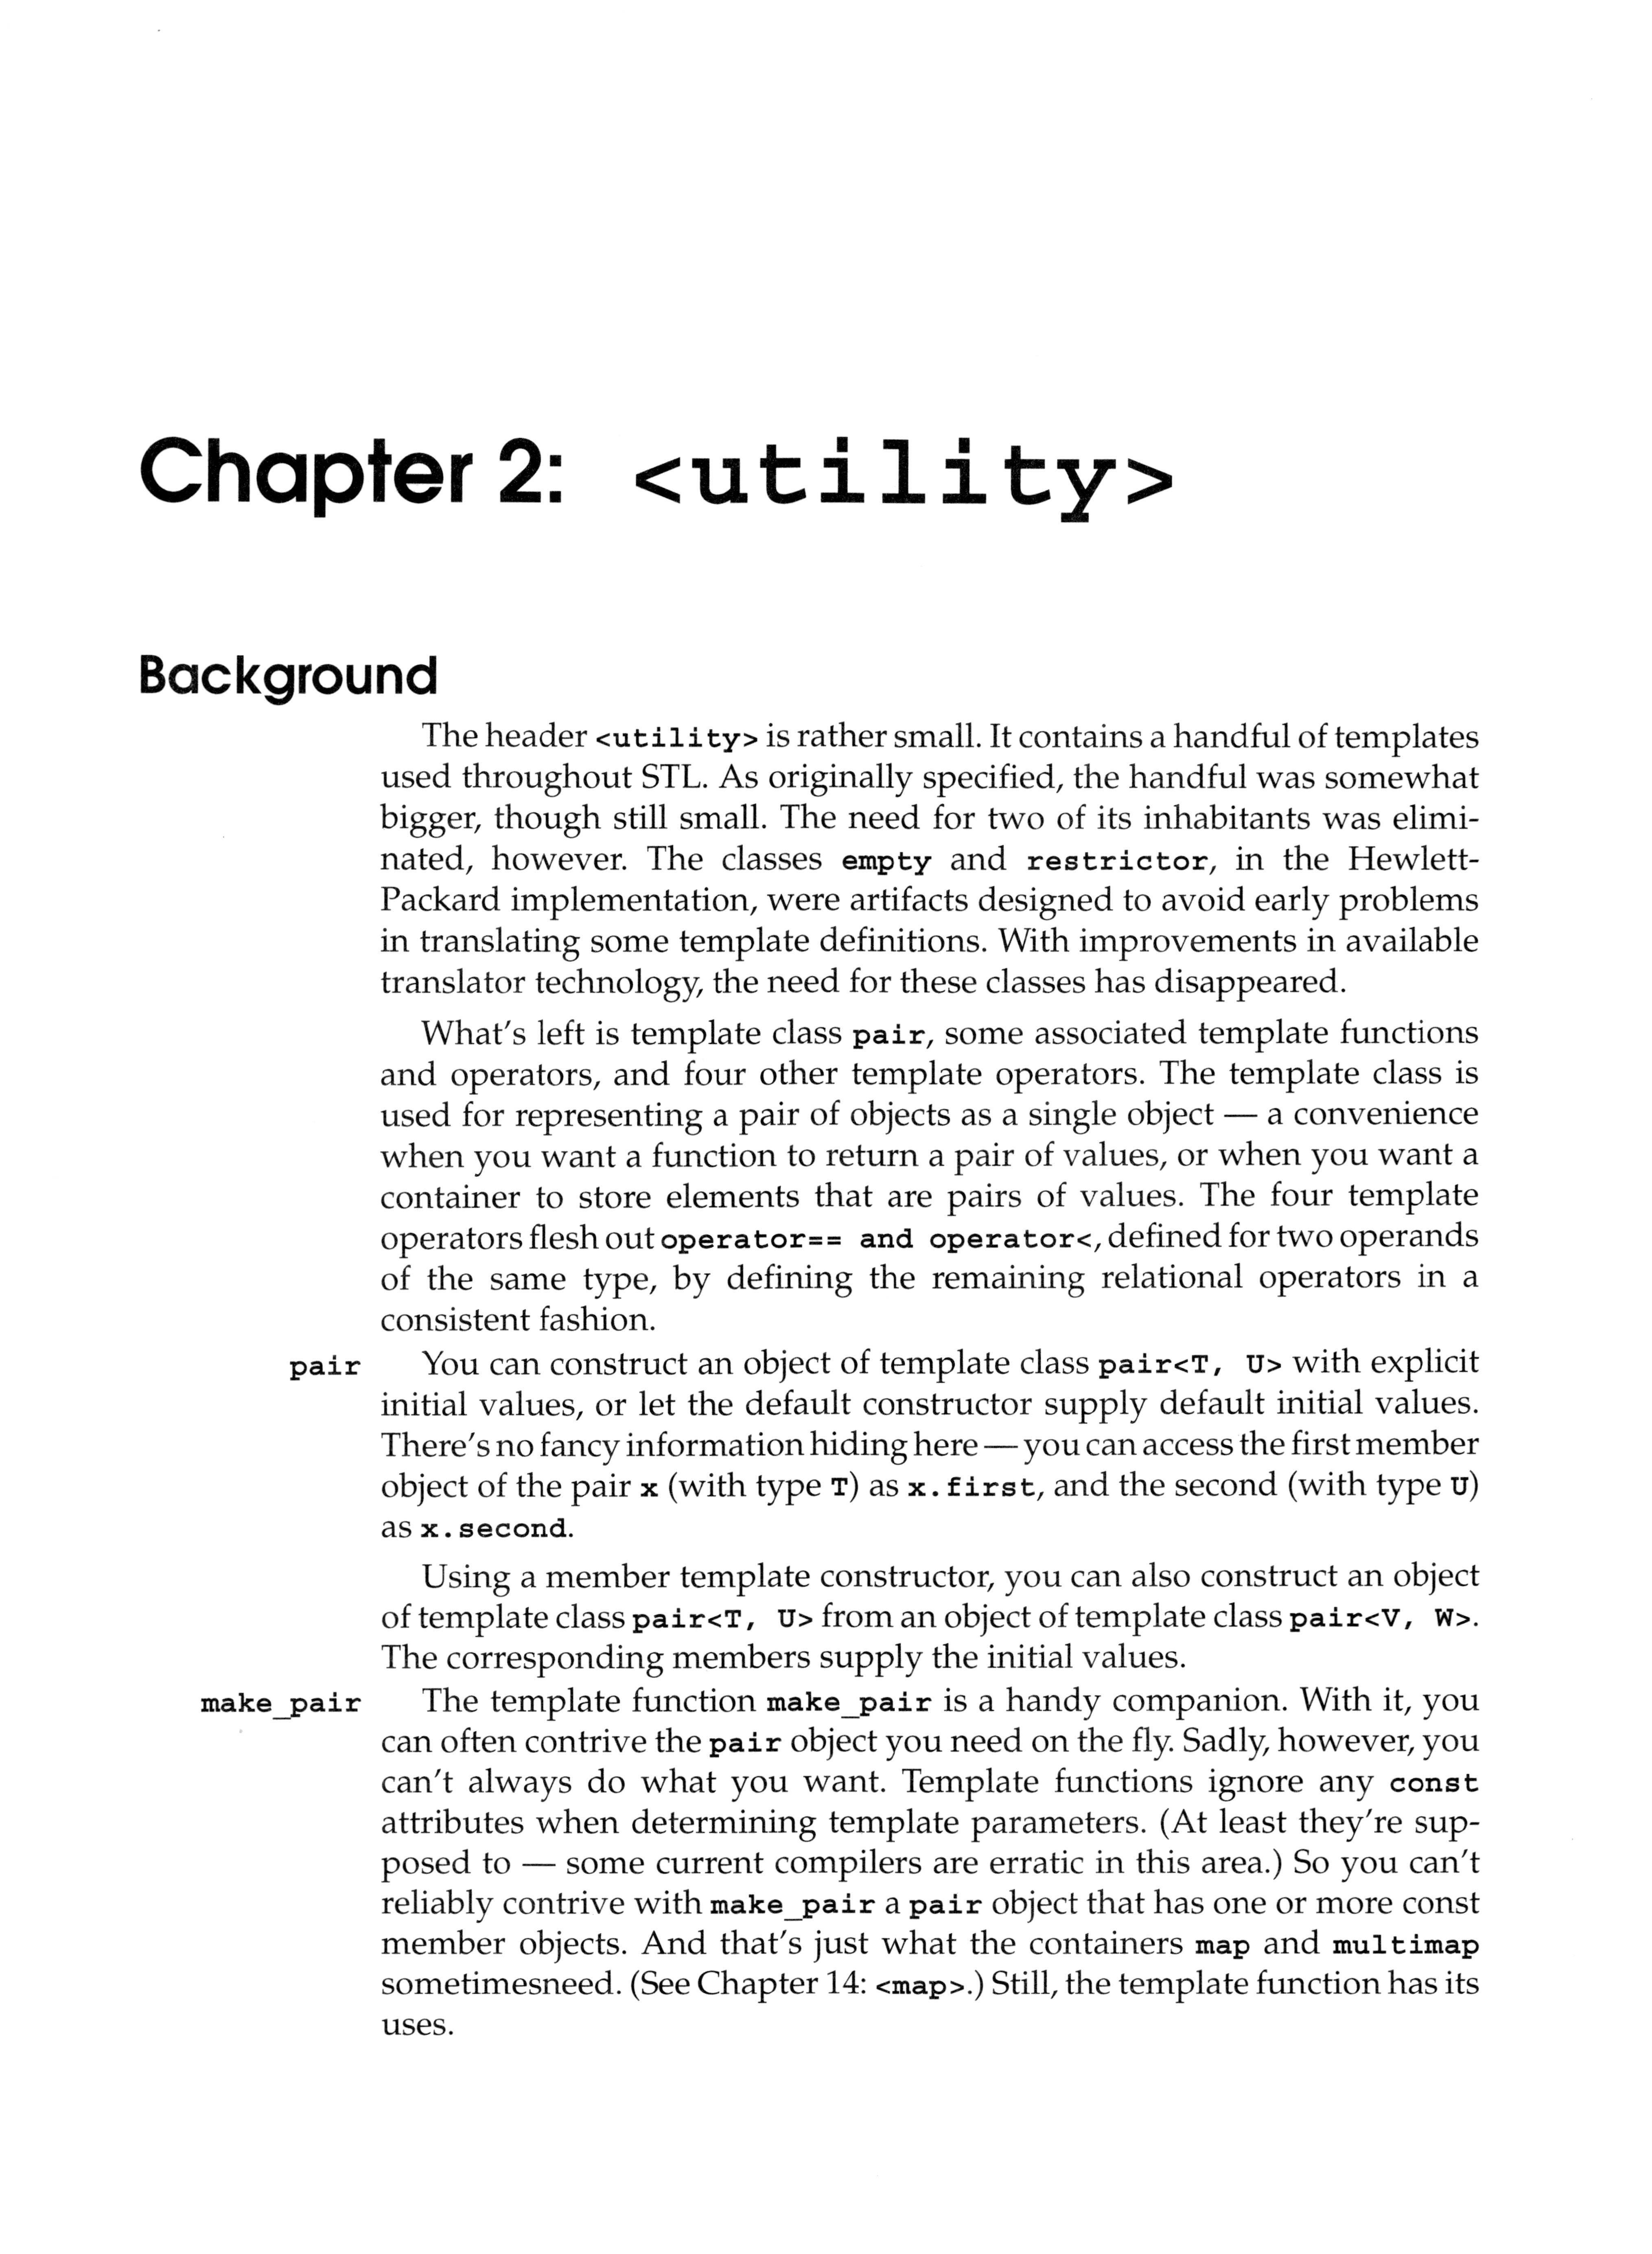 Chapter 2: <utility>
Background
The header <utility> is rather small. It contains a handful of templates
used throughout STL. As originally specified, the handful was somewhat
bigger, though still small. The need for two of its inhabitants was elimi-
nated, however. The classes empty and restrictor, in the Hewlett-
Packard implementation, were artifacts designed to avoid early problems
in translating some template definitions. With improvements in available
translator technology, the need for these classes has disappeared.
What's left is template class pair, some associated template functions
and operators, and four other template operators. The template class is
used for representing a pair of objects as a single object — a convenience
when you want a function to return a pair of values, or when you want a
container to store elements that are pairs of values. The four template
operators flesh out operator== and operator<, defined for two operands
of the same type, by defining the remaining relational operators in a
consistent fashion.
pair You can construct an object of template class pair<T, U> with explicit
initial values, or let the default constructor supply default initial values.
There's no fancy information hiding here — you can access the first member
object of the pair x (with type T) as x.first, and the second (with type U)
as x.second.
Using a member template constructor, you can also construct an object
of template class pair<T, U> from an object of template class pair<V, W>.
The corresponding members supply the initial values.
make_pair The template function make_pair is a handy companion. With it, you
can often contrive the pair object you need on the fly. Sadly, however, you
can't always do what you want. Template functions ignore any const
attributes when determining template parameters. (At least they're sup-
posed to — some current compilers are erratic in this area.) So you can't
reliably contrive with make_pair a pair object that has one or more const
member objects. And that's just what the containers map and multimap
sometimesneed. (See Chapter 14: <map>.) Still, the template function has its
uses.